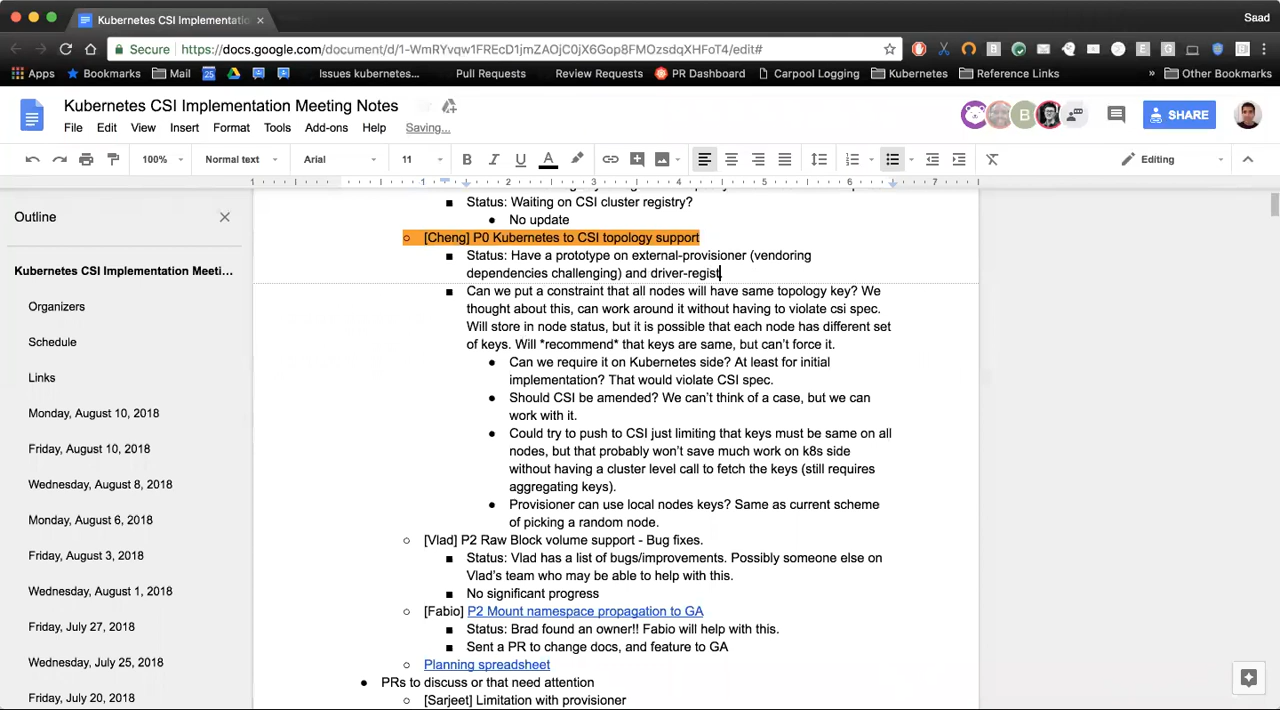 Kubernetes CSI Implementatio
Saad
Secure
https://docs.google.com/document/d/1-WmRYvqw1FREcD1jmZAOjC0jX6Gop8FMOzsdqXHFoT4/edit#
Apps
Bookmarks
Mail
Issues kubernetes...
Pull Requests
Review Requests
PR Dashboard
Carpool Logging
Kubernetes
Reference Links
»
Other Bookmarks
Kubernetes CSI Implementation Meeting Notes
File Edit View Insert Format Tools Add-ons Help Saving...
B
SHARE
100% Normal text Arial 11 B I U A Editing
1 1 2 3 4 5 6 7
Outline
Kubernetes CSI Implementation Meeti...
Organizers
Schedule
Links
Monday, August 10, 2018
Friday, August 10, 2018
Wednesday, August 8, 2018
Monday, August 6, 2018
Friday, August 3, 2018
Wednesday, August 1, 2018
Friday, July 27, 2018
Wednesday, July 25, 2018
Friday, July 20, 2018
Status: Waiting on CSI cluster registry?
No update
[Cheng] P0 Kubernetes to CSI topology support
Status: Have a prototype on external-provisioner (vendoring
dependencies challenging) and driver-regist
Can we put a constraint that all nodes will have same topology key? We
thought about this, can work around it without having to violate csi spec.
Will store in node status, but it is possible that each node has different set
of keys. Will *recommend* that keys are same, but can't force it.
Can we require it on Kubernetes side? At least for initial
implementation? That would violate CSI spec.
Should CSI be amended? We can't think of a case, but we can
work with it.
Could try to push to CSI just limiting that keys must be same on all
nodes, but that probably won't save much work on k8s side
without having a cluster level call to fetch the keys (still requires
aggregating keys).
Provisioner can use local nodes keys? Same as current scheme
of picking a random node.
[Vlad] P2 Raw Block volume support - Bug fixes.
Status: Vlad has a list of bugs/improvements. Possibly someone else on
Vlad's team who may be able to help with this.
No significant progress
[Fabio] P2 Mount namespace propagation to GA
Status: Brad found an owner!! Fabio will help with this.
Sent a PR to change docs, and feature to GA
Planning spreadsheet
PRs to discuss or that need attention
[Sarjeet] Limitation with provisioner